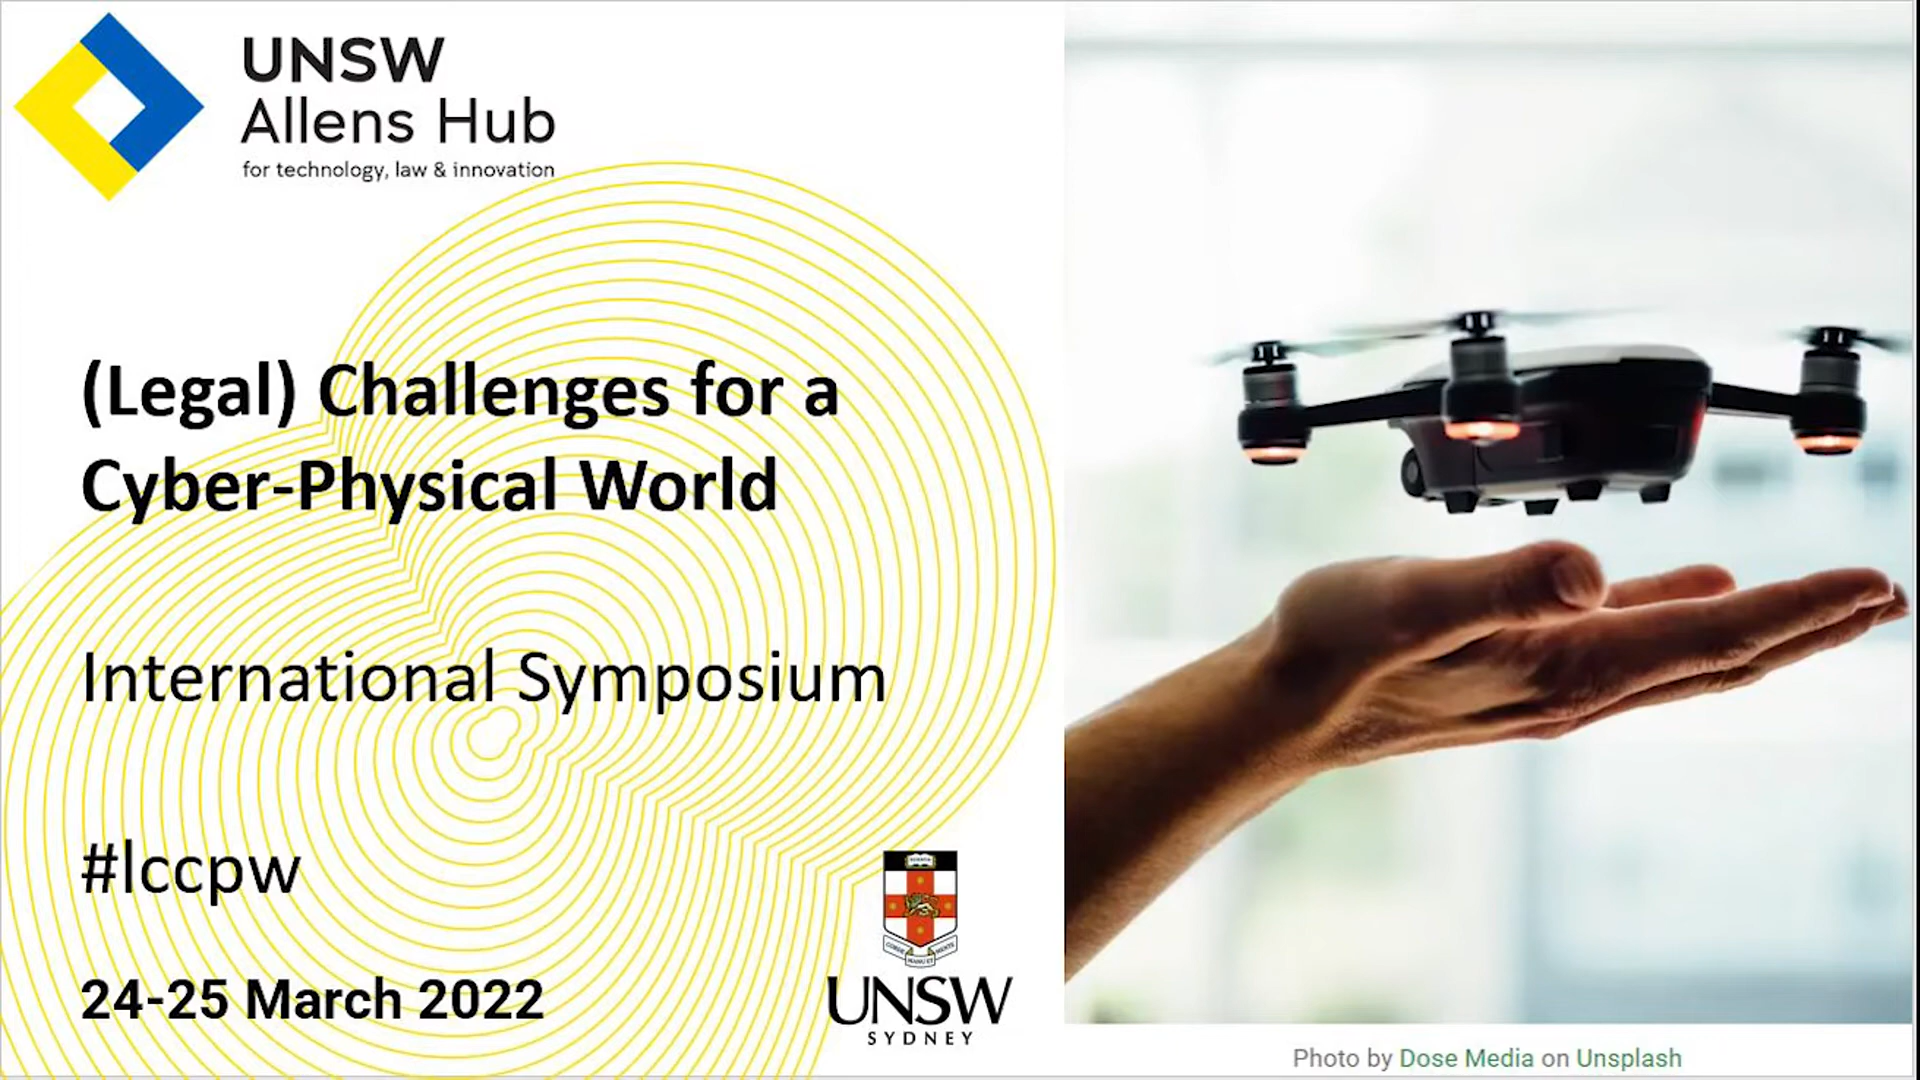 UNSW
Allens Hub
for technology, law & innovation
(Legal) Challenges for a
Cyber-Physical World
International Symposium
#lccpw
24-25 March 2022
UNSW
SYDNEY
Photo by Dose Media on Unsplash